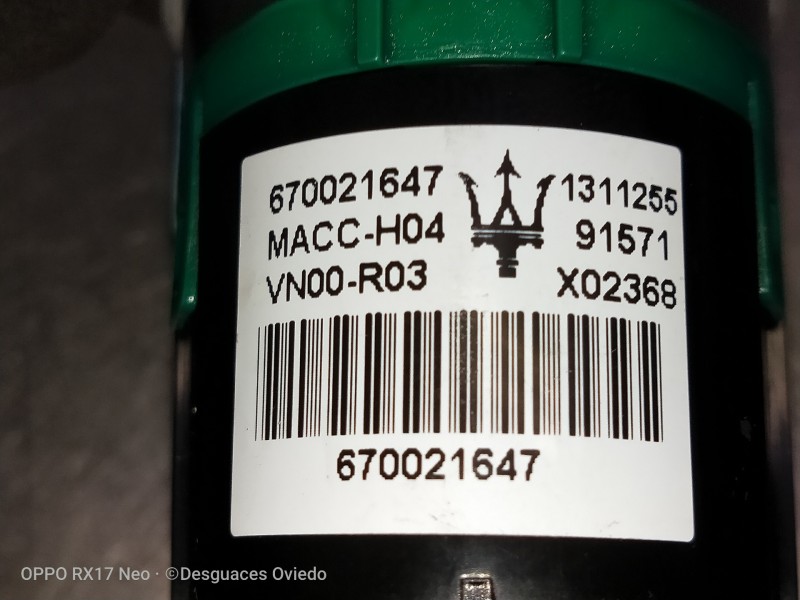 670021647 1311255
MACC-H04 91571
VN00-R03 X02368
670021647
OPPO RX17 Neo · ©Desguaces Oviedo